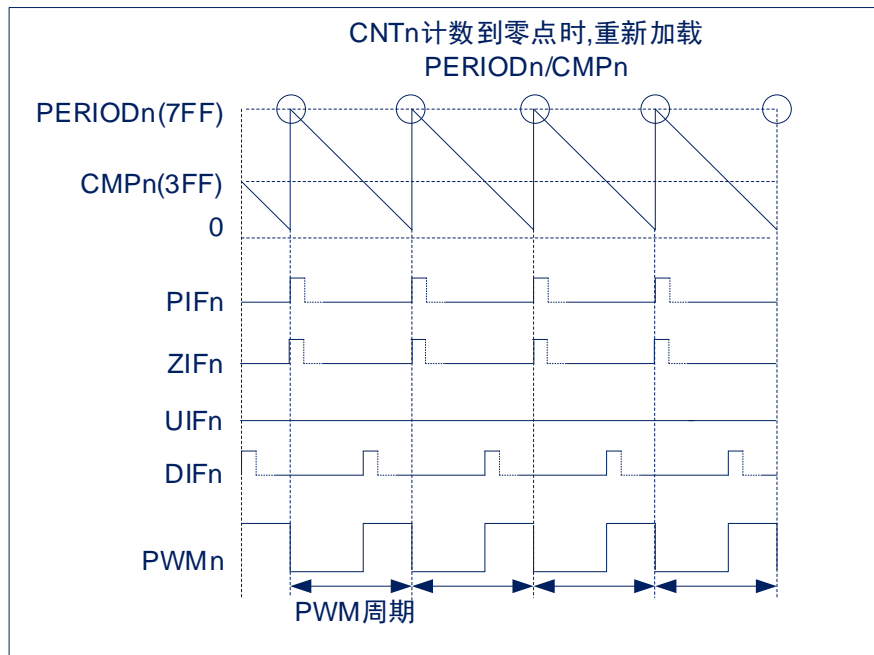 CNTn计数到零点时,重新加载
PERIODn/CMPn
PERIODn(7FF)
CMPn(3FF)
0
PIFn
ZIFn
UIFn
DIFn
PWMn
PWM周期